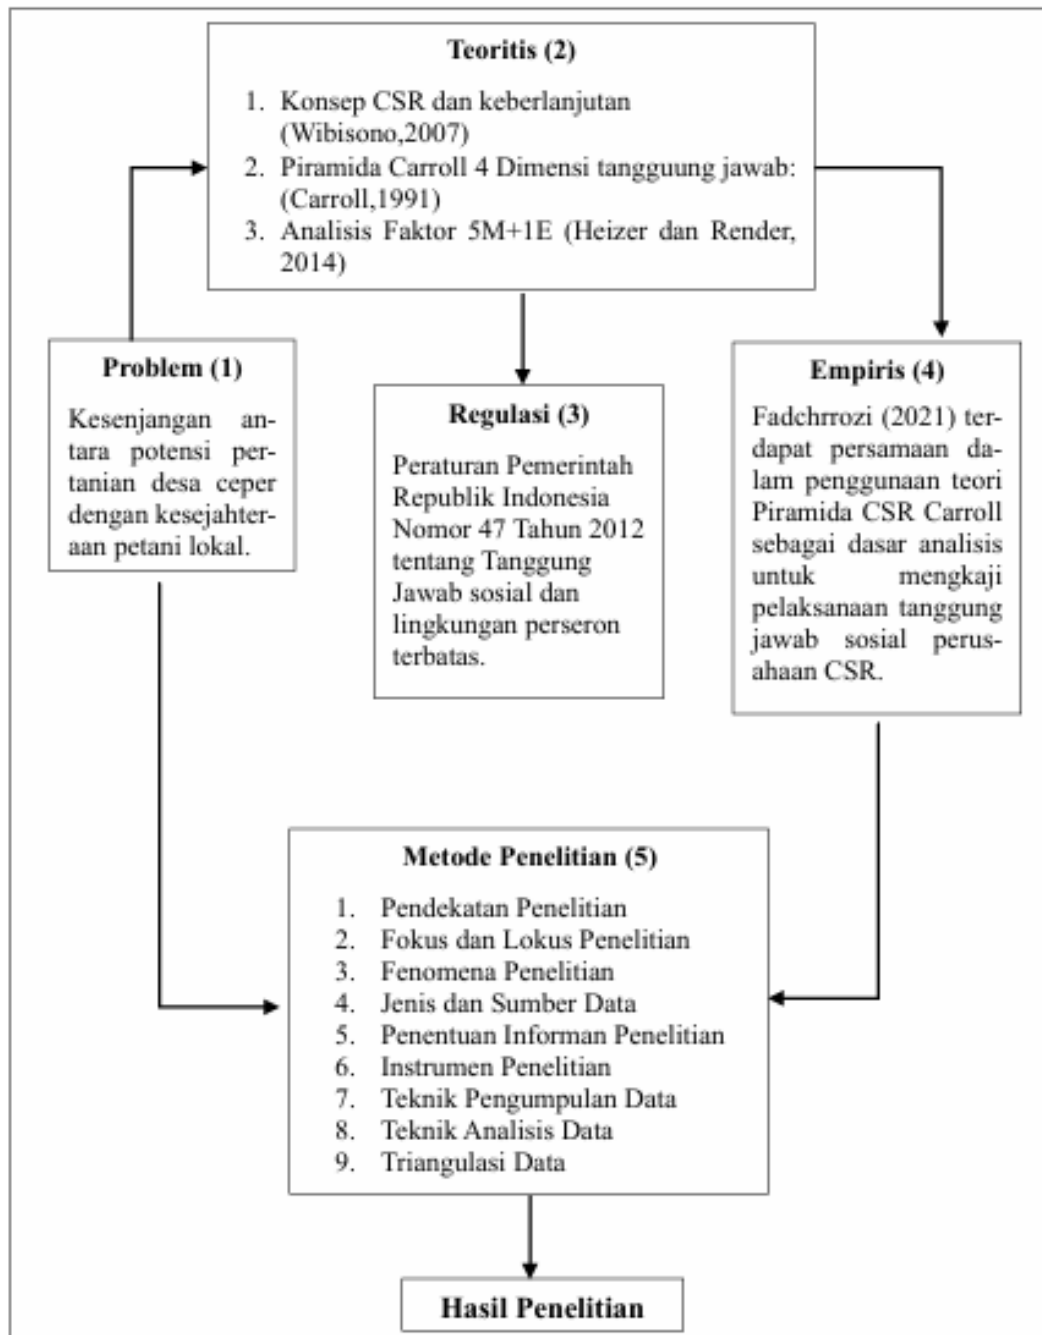 Teoritis (2)
1. Konsep CSR dan keberlanjutan
(Wibisono,2007)
2. Piramida Carroll 4 Dimensi tangguung jawab:
(Carroll,1991)
3. Analisis Faktor 5M+1E (Heizer dan Render,
2014)
Problem (1)
Kesenjangan an-
tara potensi per-
tanian desa ceper
dengan kesejahter-
aan petani lokal.
Regulasi (3)
Peraturan Pemerintah
Republik Indonesia
Nomor 47 Tahun 2012
tentang Tanggung
Jawab sosial dan
lingkungan perseron
terbatas.
Empiris (4)
Fadchrrozi (2021) ter-
dapat persamaan da-
lam penggunaan teori
Piramida CSR Carroll
sebagai dasar analisis
untuk mengkaji
pelaksanaan tanggung
jawab sosial perus-
ahaan CSR.
Metode Penelitian (5)
1. Pendekatan Penelitian
2. Fokus dan Lokus Penelitian
3. Fenomena Penelitian
4. Jenis dan Sumber Data
5. Penentuan Informan Penelitian
6. Instrumen Penelitian
7. Teknik Pengumpulan Data
8. Teknik Analisis Data
9. Triangulasi Data
Hasil Penelitian